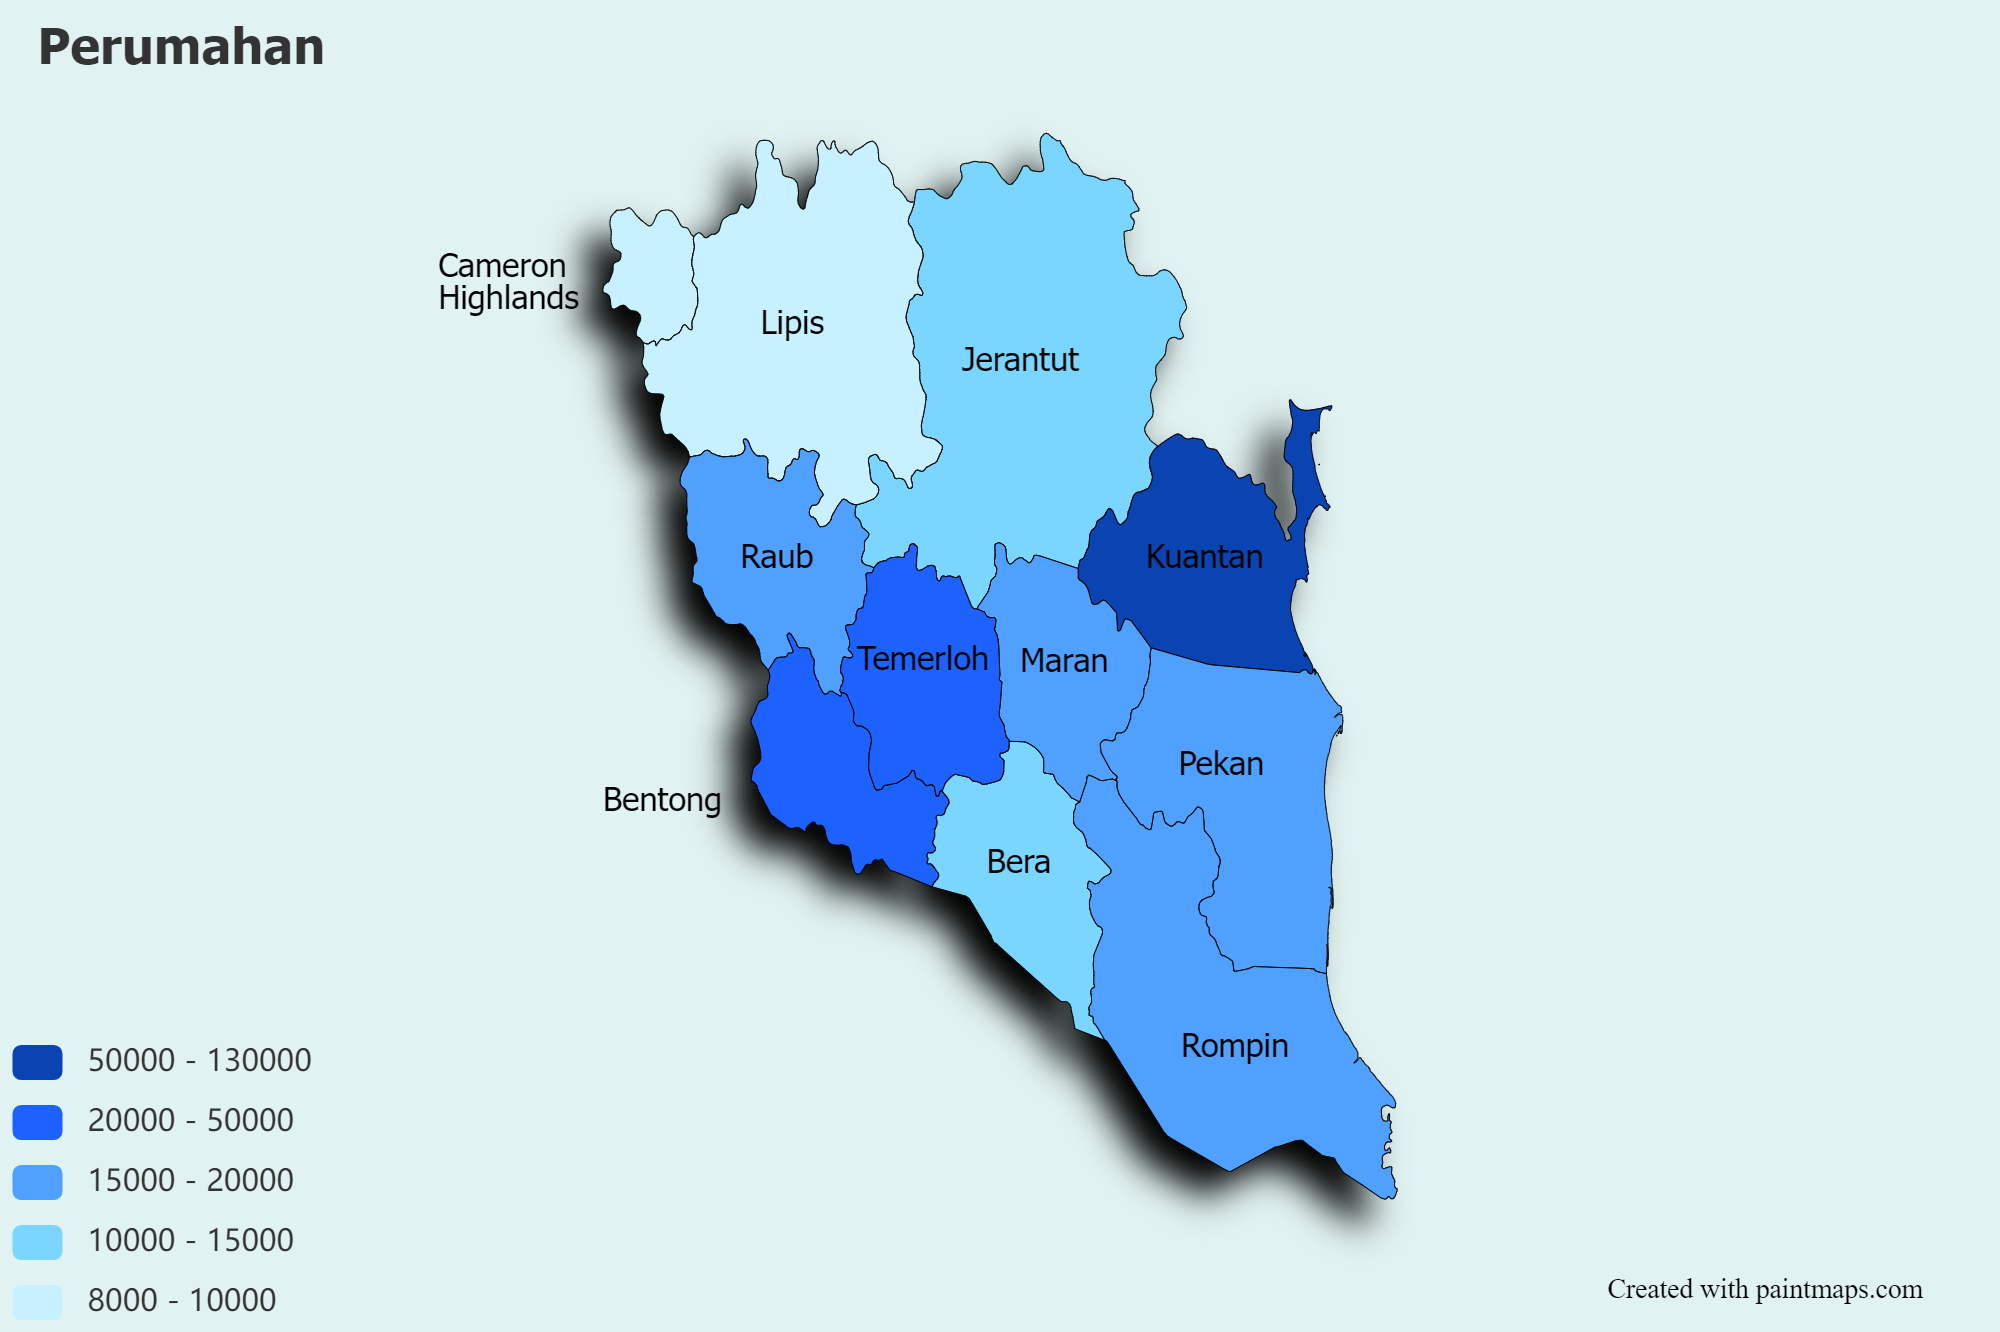 Perumahan
Cameron
Highlands
Lipis
Jerantut
Raub
Kuantan
Temerloh
Maran
Pekan
Bentong
Bera
Rompin
50000 - 130000
20000 - 50000
15000 - 20000
10000 - 15000
8000 - 10000
Created with paintmaps.com